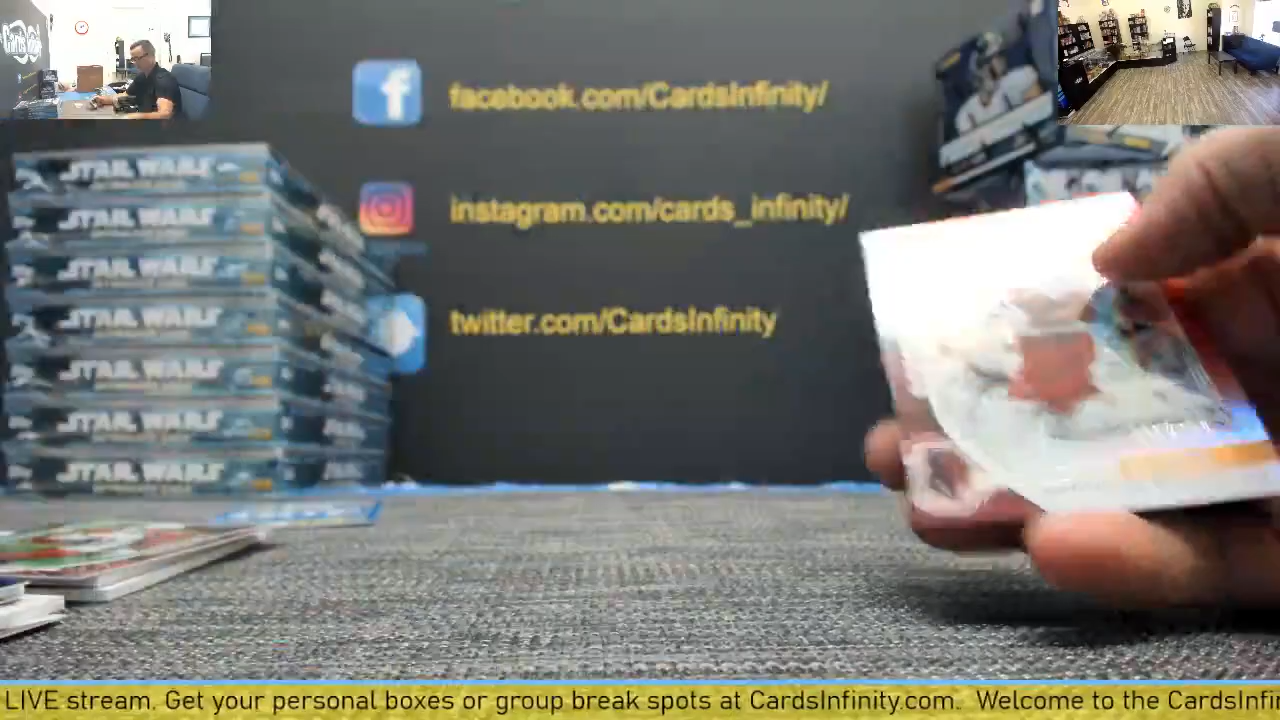 facebook.com/CardsInfinity/
instagram.com/cards_infinity/
twitter.com/CardsInfinity
STAR WARS
STAR WARS
STAR WARS
STAR WARS
STAR WARS
STAR WARS
STAR WARS
LIVE stream. Get your personal boxes or group break spots at CardsInfinity.com. Welcome to the CardsInfi